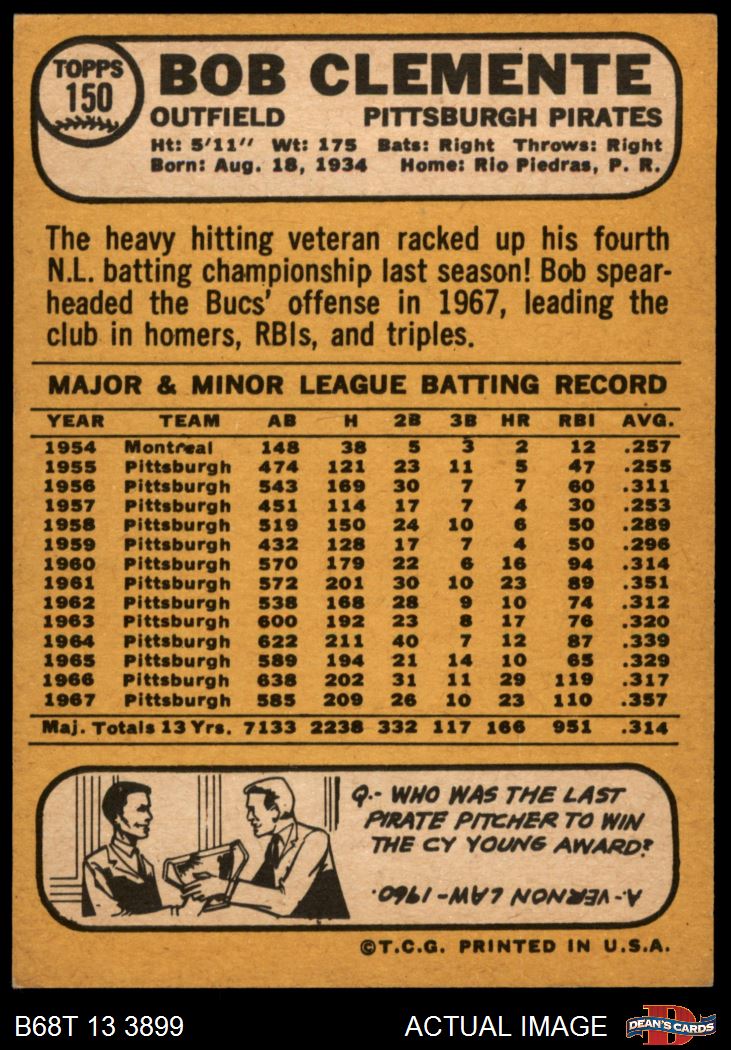 TOPPS
150
BOB CLEMENTE
OUTFIELD PITTSBURGH PIRATES
Ht: 5'11" Wt: 175 Bats: Right Throws: Right
Born: Aug. 18, 1934 Home: Rio Piedras, P. R.
The heavy hitting veteran racked up his fourth
N.L. batting championship last season! Bob spear-
headed the Bucs' offense in 1967, leading the
club in homers, RBIs, and triples.
MAJOR & MINOR LEAGUE BATTING RECORD
YEAR TEAM AB H 2B 3B HR RBI AVG.
1954 Montreal 148 38 5 3 2 12 .257
1955 Pittsburgh 474 121 23 11 5 47 .255
1956 Pittsburgh 543 169 30 7 7 60 .311
1957 Pittsburgh 451 114 17 7 4 30 .253
1958 Pittsburgh 519 150 24 10 6 50 .289
1959 Pittsburgh 432 128 17 7 4 50 .296
1960 Pittsburgh 570 179 22 6 16 94 .314
1961 Pittsburgh 572 201 30 10 23 89 .351
1962 Pittsburgh 538 168 28 9 10 74 .312
1963 Pittsburgh 600 192 23 8 17 76 .320
1964 Pittsburgh 622 211 40 7 12 87 .339
1965 Pittsburgh 589 194 21 14 10 65 .329
1966 Pittsburgh 638 202 31 11 29 119 .317
1967 Pittsburgh 585 209 26 10 23 110 .357
Maj. Totals 13 Yrs. 7133 2238 332 117 166 951 .314
Q.- WHO WAS THE LAST
PIRATE PITCHER TO WIN
THE CY YOUNG AWARD?
A- VERNON LAW- 1960.
©T.C.G. PRINTED IN U.S.A.
B68T 13 3899 ACTUAL IMAGE
D
DEAN'S CARDS